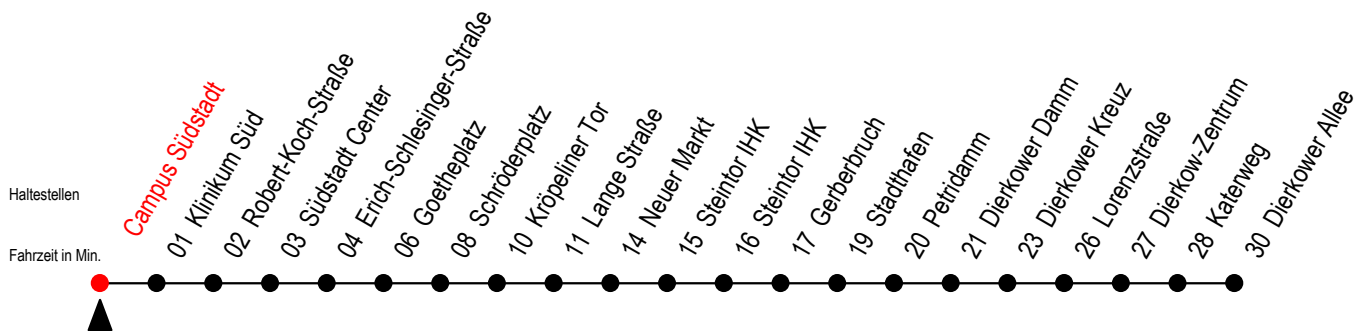 Haltestellen
Fahrzeit in Min.
Campus Südstadt
01 Klinikum Süd
02 Robert-Koch-Straße
03 Südstadt Center
04 Erich-Schlesinger-Straße
06 Goetheplatz
08 Schröderplatz
10 Kröpeliner Tor
11 Lange Straße
14 Neuer Markt
15 Steintor IHK
16 Steintor IHK
17 Gerberbruch
19 Stadthafen
20 Petridamm
21 Dierkower Damm
23 Dierkower Kreuz
26 Lorenzstraße
27 Dierkow-Zentrum
28 Katerweg
30 Dierkower Allee